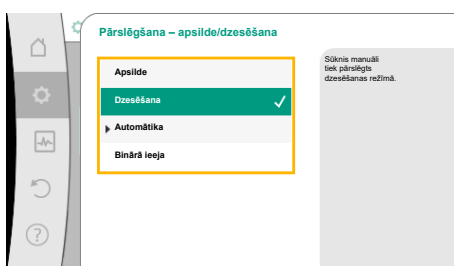 Pārslēgšana – apsilde/dzesēšana
Apsilde
Dzesēšana
Automātika
Binārā ieeja
Sūknis manuāli
tiek pārslēgts
dzesēšanas režīmā.
?